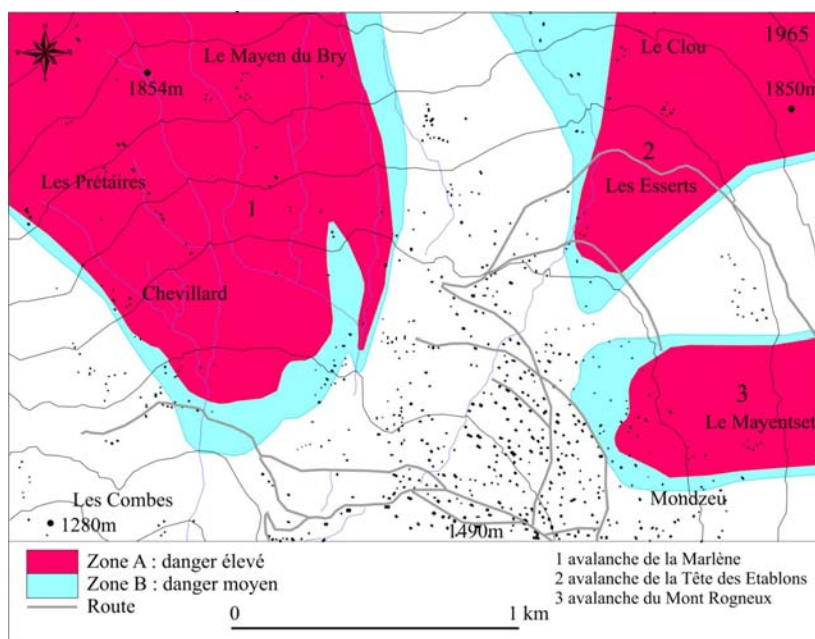 1965
Le Mayen du Bry
Le Clou
1854m
1850m
2
Les Prétaires
Les Esserts
1
Chevillard
3
Le Mayentset
Les Combes
Mondzeu
1280m
1490m
Zone A : danger élevé
Zone B : danger moyen
Route
0
1 km
1 avalanche de la Marlène
2 avalanche de la Tête des Etablons
3 avalanche du Mont Rogneux